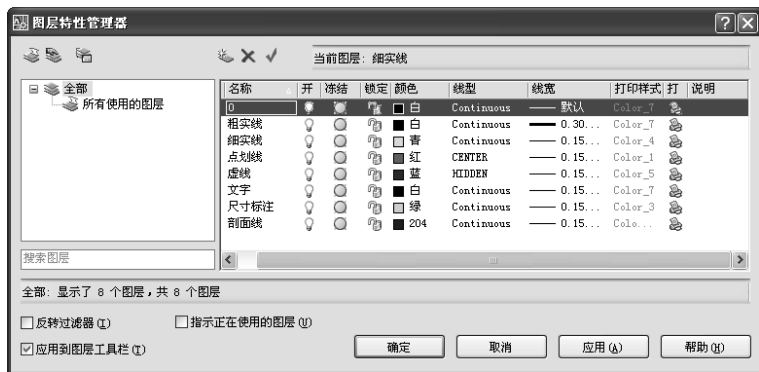 图层特性管理器
当前图层: 细实线
全部
所有使用的图层
名称 开 冻结 锁定 颜色 线型 线宽 打印样式 打 说明
0 白 Continuous 默认 Color_7
粗实线 白 Continuous 0.30... Color_7
细实线 青 Continuous 0.15... Color_4
点划线 红 CENTER 0.15... Color_1
虚线 蓝 HIDDEN 0.15... Color_5
文字 白 Continuous 0.15... Color_7
尺寸标注 绿 Continuous 0.15... Color_3
剖面线 204 Continuous 0.15... Colo...
搜索图层
全部: 显示了 8 个图层，共 8 个图层
反转过滤器(I) 指示正在使用的图层(U)
应用到图层工具栏(T) 确定 取消 应用(A) 帮助(H)